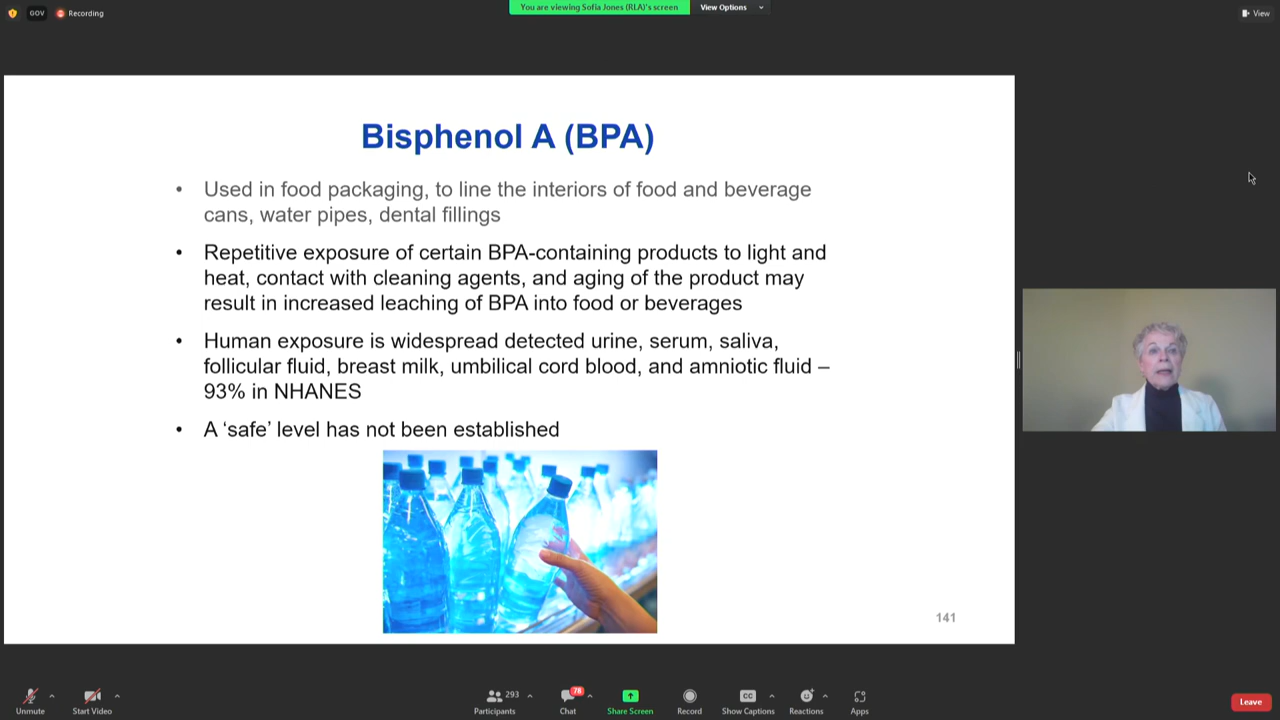 GOV
Recording
You are viewing Sofia Jones (RLA)'s screen
View Options
View
Bisphenol A (BPA)
• Used in food packaging, to line the interiors of food and beverage
cans, water pipes, dental fillings
• Repetitive exposure of certain BPA-containing products to light and
heat, contact with cleaning agents, and aging of the product may
result in increased leaching of BPA into food or beverages
• Human exposure is widespread detected urine, serum, saliva,
follicular fluid, breast milk, umbilical cord blood, and amniotic fluid –
93% in NHANES
• A ‘safe’ level has not been established
141
Unmute
Start Video
293
Participants
78
Chat
Share Screen
Record
CC
Show Captions
Reactions
Apps
Leave